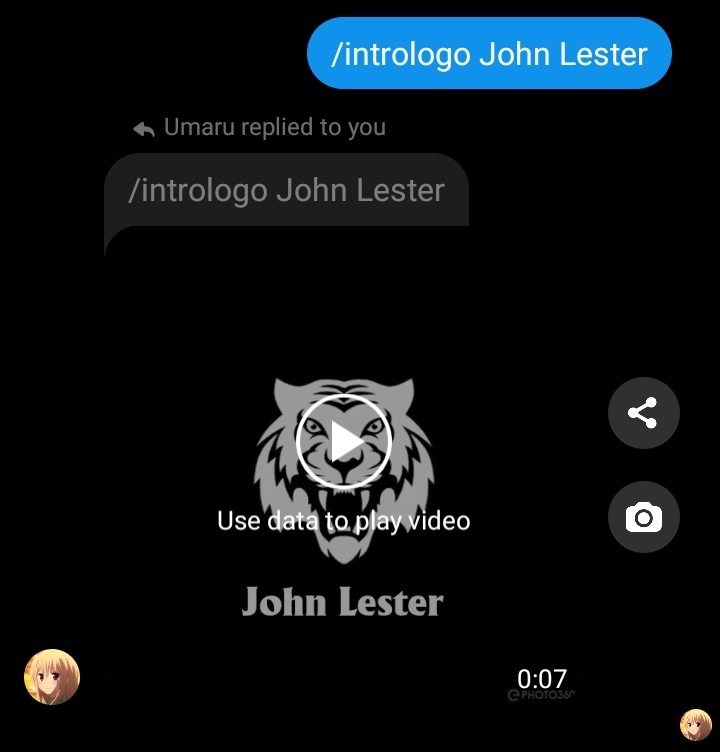 /intrologo John Lester
Umaru replied to you
/intrologo John Lester
Use data to play video
John Lester
0:07
PHOTO360